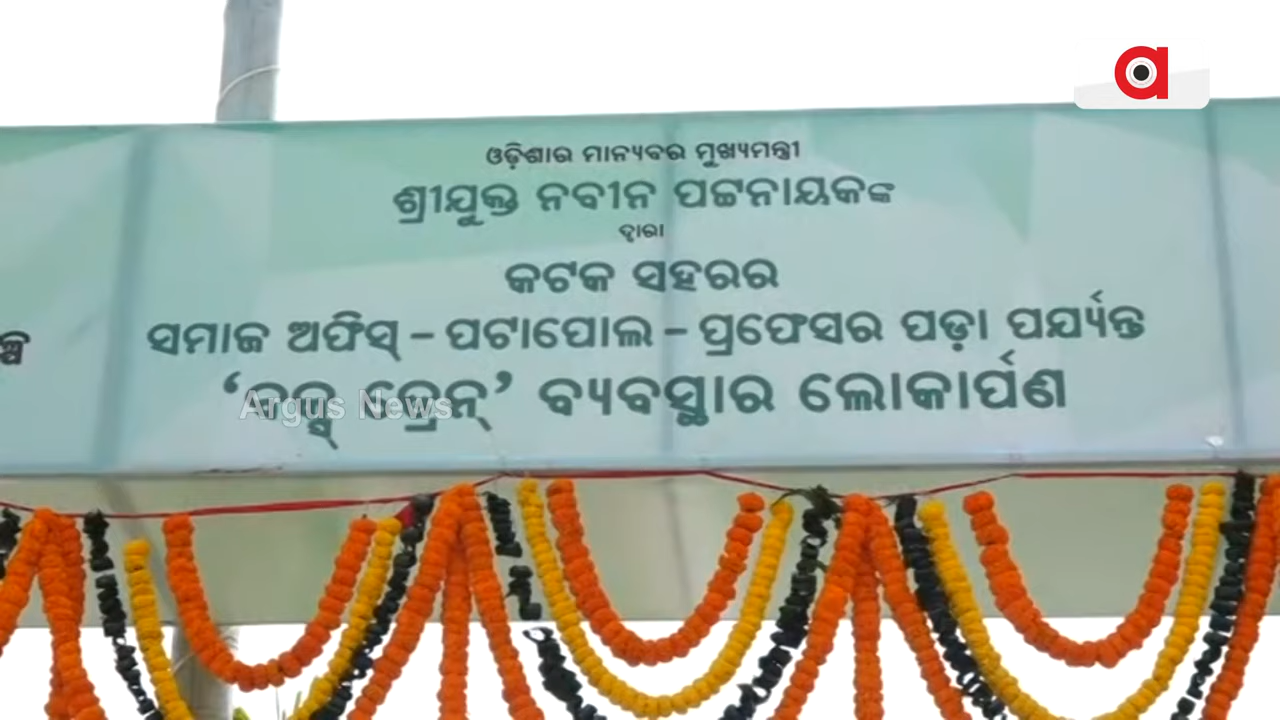 ଓଡ଼ିଶାର ମାନ୍ୟବର ମୁଖ୍ୟମନ୍ତ୍ରୀ
ଶ୍ରୀଯୁକ୍ତ ନବୀନ ପଟ୍ଟନାୟକଙ୍କ
ଦ୍ୱାରା
କଟକ ସହରର
ସମାଜ ଅଫିସ୍ – ପଟାପୋଲ – ପ୍ରଫେସର ପଡ଼ା ପର୍ଯ୍ୟନ୍ତ
‘ବକ୍ସ ଡ୍ରେନ୍’ ବ୍ୟବସ୍ଥାର ଲୋକାର୍ପଣ
Argus News